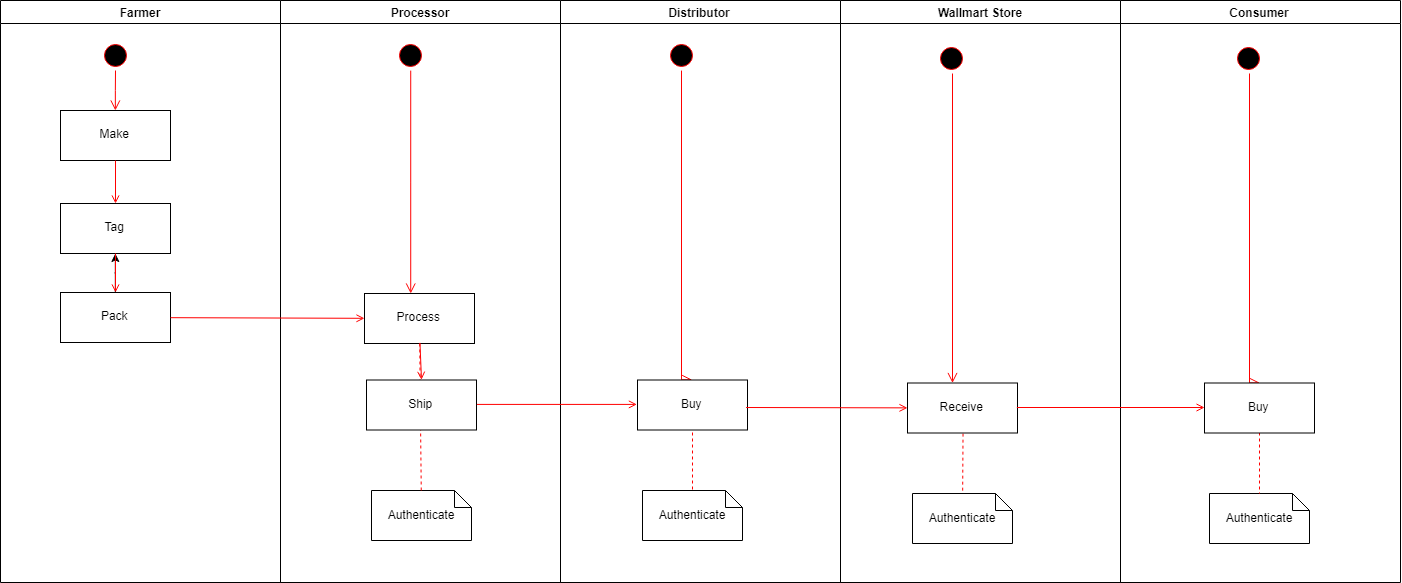 Farmer
Processor
Distributor
Wallmart Store
Consumer
Make
Tag
Pack
Process
Ship
Buy
Receive
Buy
Authenticate
Authenticate
Authenticate
Authenticate